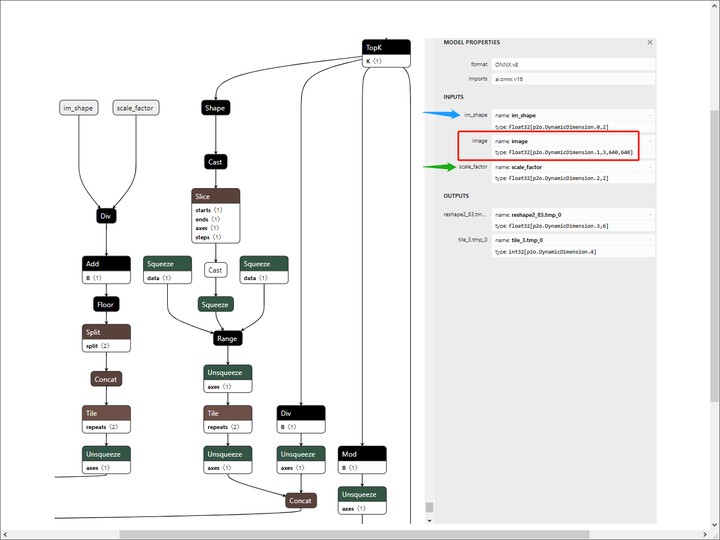 TopK
K ⟨1⟩
im_shape
scale_factor
Shape
Cast
Div
Slice
starts ⟨1⟩
ends ⟨1⟩
axes ⟨1⟩
steps ⟨1⟩
Add
B ⟨1⟩
Squeeze
data ⟨1⟩
Cast
Squeeze
data ⟨1⟩
Floor
Squeeze
Split
split ⟨2⟩
Range
Concat
Unsqueeze
axes ⟨1⟩
Tile
repeats ⟨2⟩
Tile
repeats ⟨2⟩
Div
B ⟨1⟩
Unsqueeze
axes ⟨1⟩
Unsqueeze
axes ⟨1⟩
Unsqueeze
axes ⟨1⟩
Mod
B ⟨1⟩
Concat
Unsqueeze
axes ⟨1⟩
MODEL PROPERTIES
format ONNX v8
imports ai.onnx v16
INPUTS
im_shape name: im_shape
type: float32[p2o.DynamicDimension.0,2]
image name: image
type: float32[p2o.DynamicDimension.1,3,640,640]
scale_factor name: scale_factor
type: float32[p2o.DynamicDimension.2,2]
OUTPUTS
reshape2_83.tm... name: reshape2_83.tmp_0
type: float32[p2o.DynamicDimension.3,6]
tile_3.tmp_0 name: tile_3.tmp_0
type: int32[p2o.DynamicDimension.4]